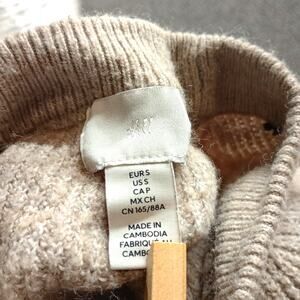 H&M
EUR S
US S
CA P
MX CH
CN 165/88A
MADE IN
CAMBODIA
FABRIQUÉ AU